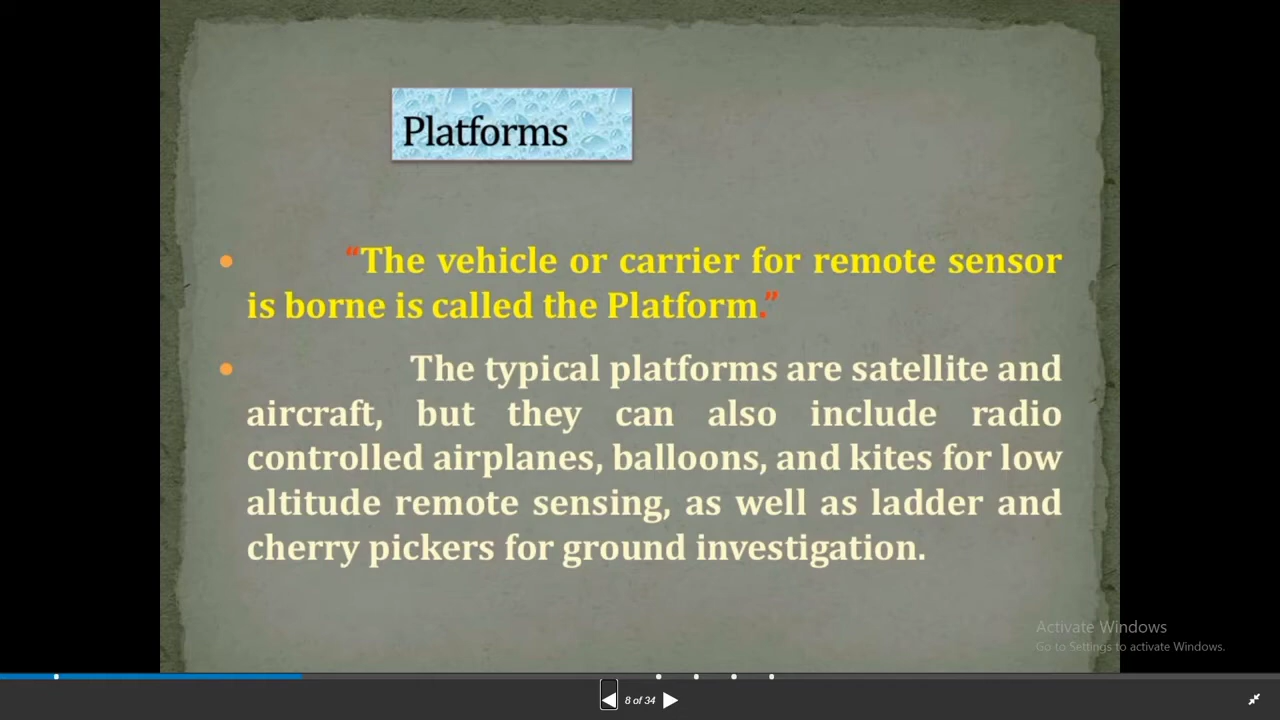 Platforms
“The vehicle or carrier for remote sensor
is borne is called the Platform.”
The typical platforms are satellite and
aircraft, but they can also include radio
controlled airplanes, balloons, and kites for low
altitude remote sensing, as well as ladder and
cherry pickers for ground investigation.
Activate Windows
Go to Settings to activate Windows.
8 of 34